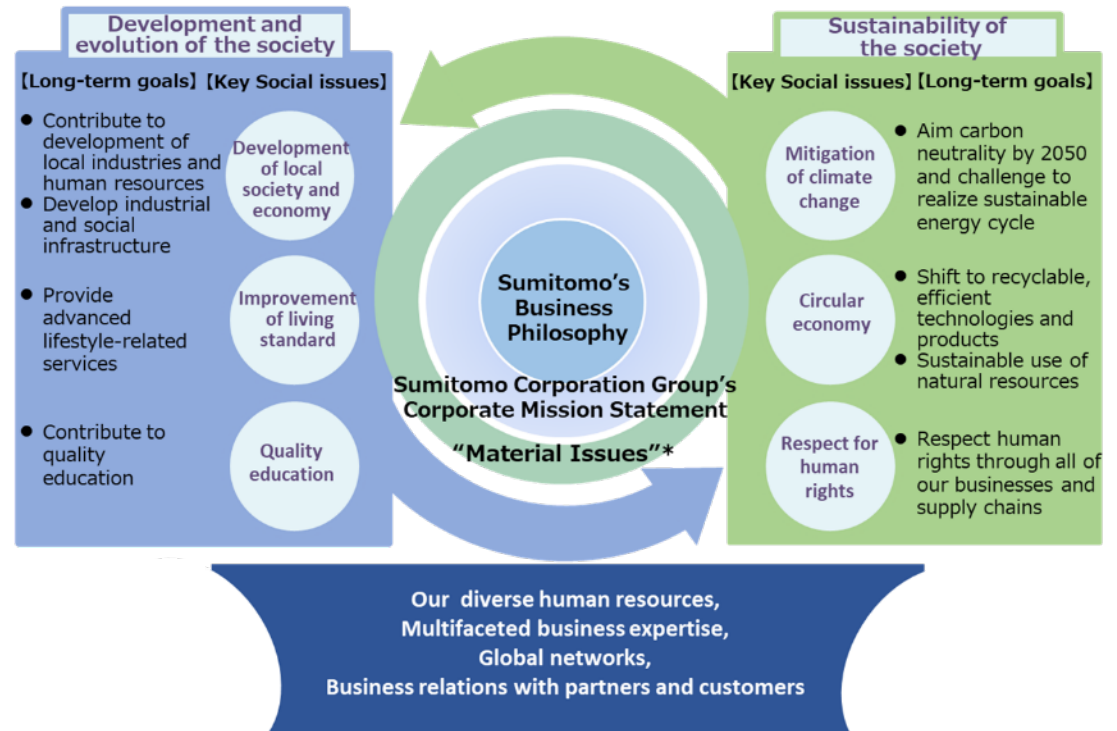 Development and
evolution of the society
【Long-term goals】【Key Social issues】
● Contribute to
development of
local industries and
human resources
● Develop industrial
and social
infrastructure
Development
of local
society and
economy
● Provide
advanced
lifestyle-related
services
Improvement
of living
standard
● Contribute to
quality
education
Quality
education
Sumitomo's
Business
Philosophy
Sumitomo Corporation Group's
Corporate Mission Statement
“Material Issues”*
Sustainability of
the society
【Key Social issues】【Long-term goals】
Mitigation
of climate
change
● Aim carbon
neutrality by 2050
and challenge to
realize sustainable
energy cycle
Circular
economy
● Shift to recyclable,
efficient
technologies and
products
● Sustainable use of
natural resources
Respect for
human
rights
● Respect human
rights through all of
our businesses and
supply chains
Our diverse human resources,
Multifaceted business expertise,
Global networks,
Business relations with partners and customers